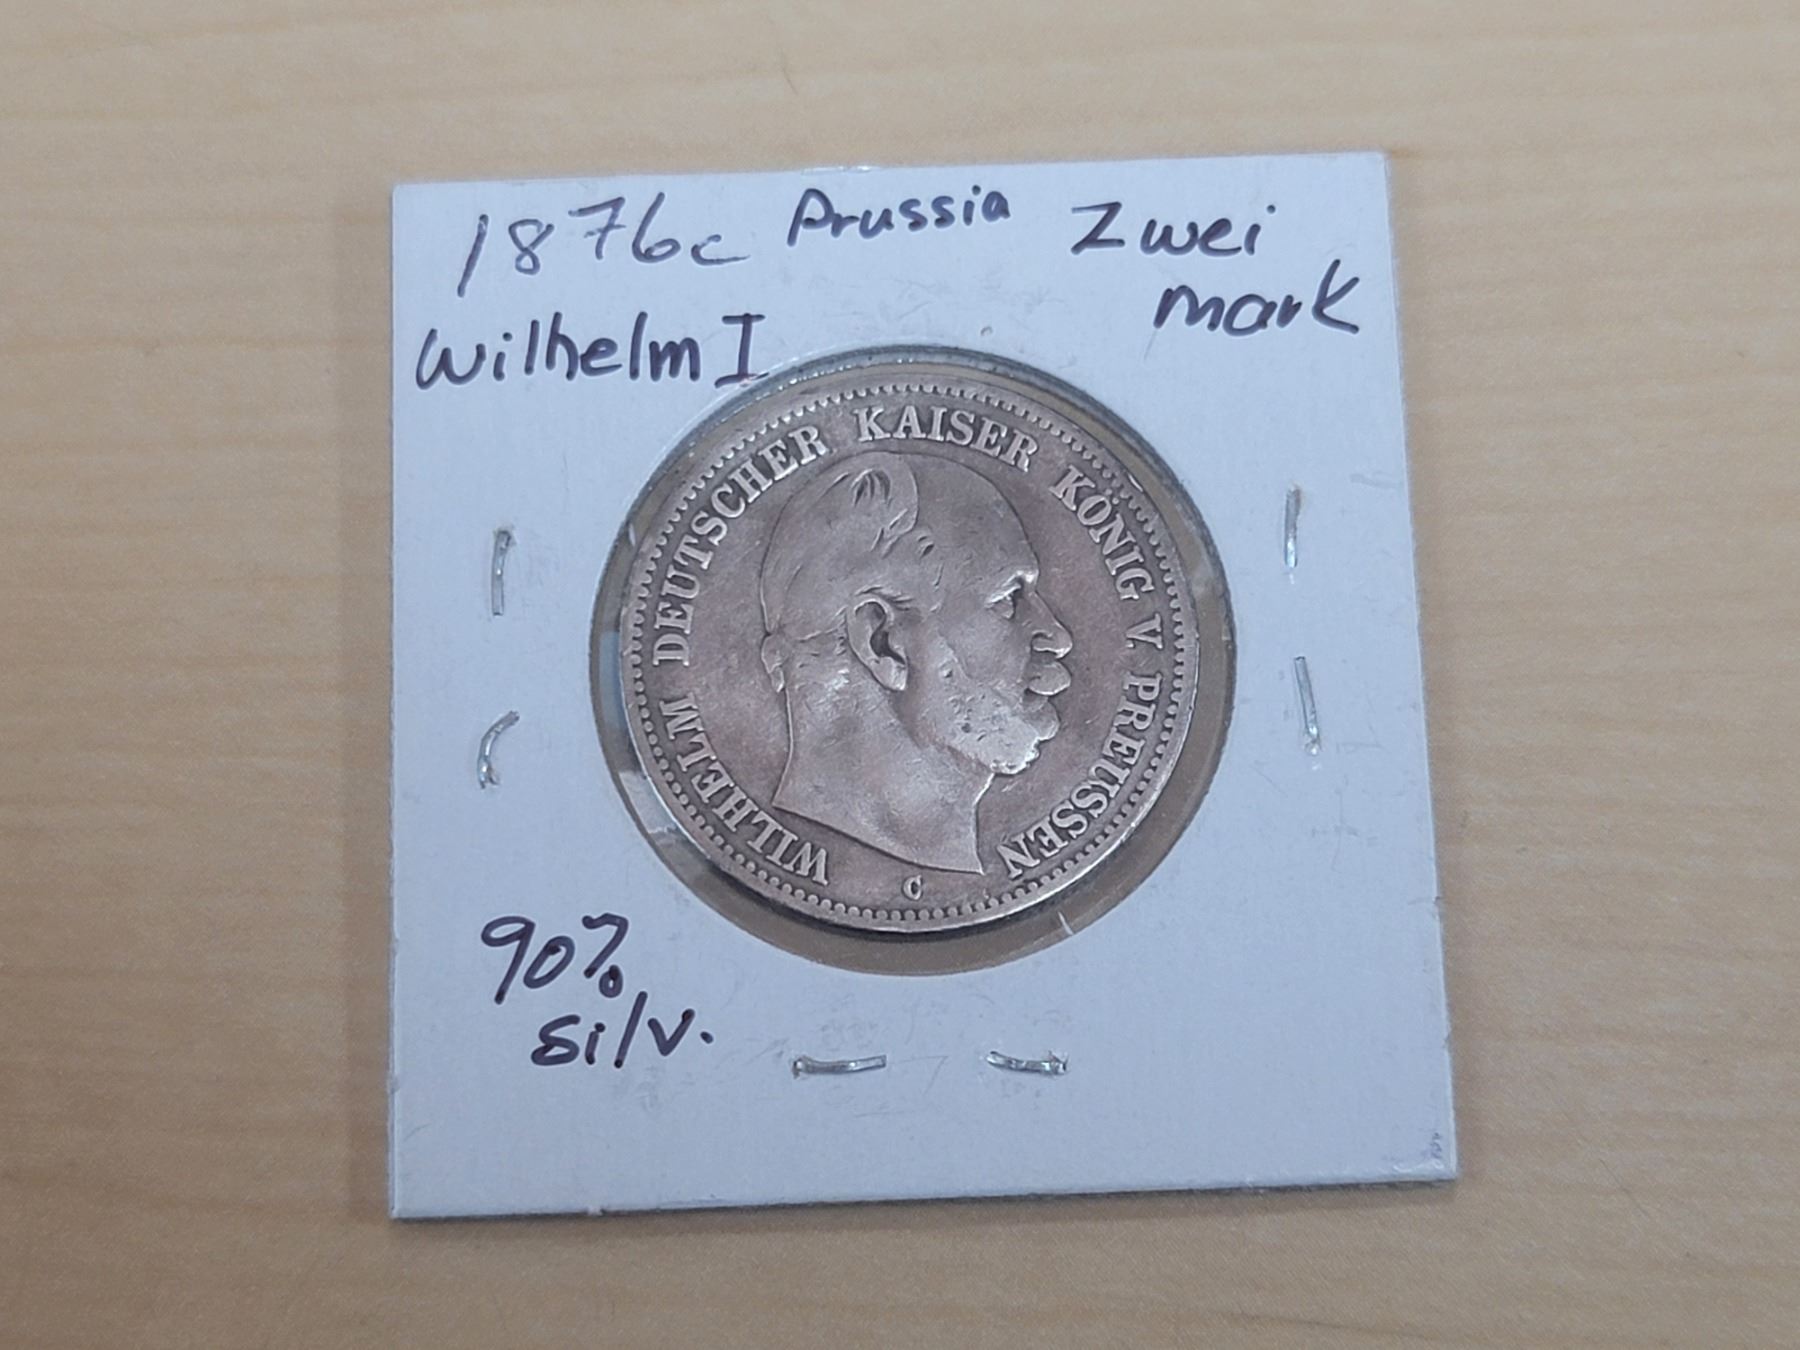 1876c Prussia Zwei
mark
Wilhelm I
WILHELM DEUTSCHER KAISER KÖNIG V. PREUSSEN
C
90%
silv.